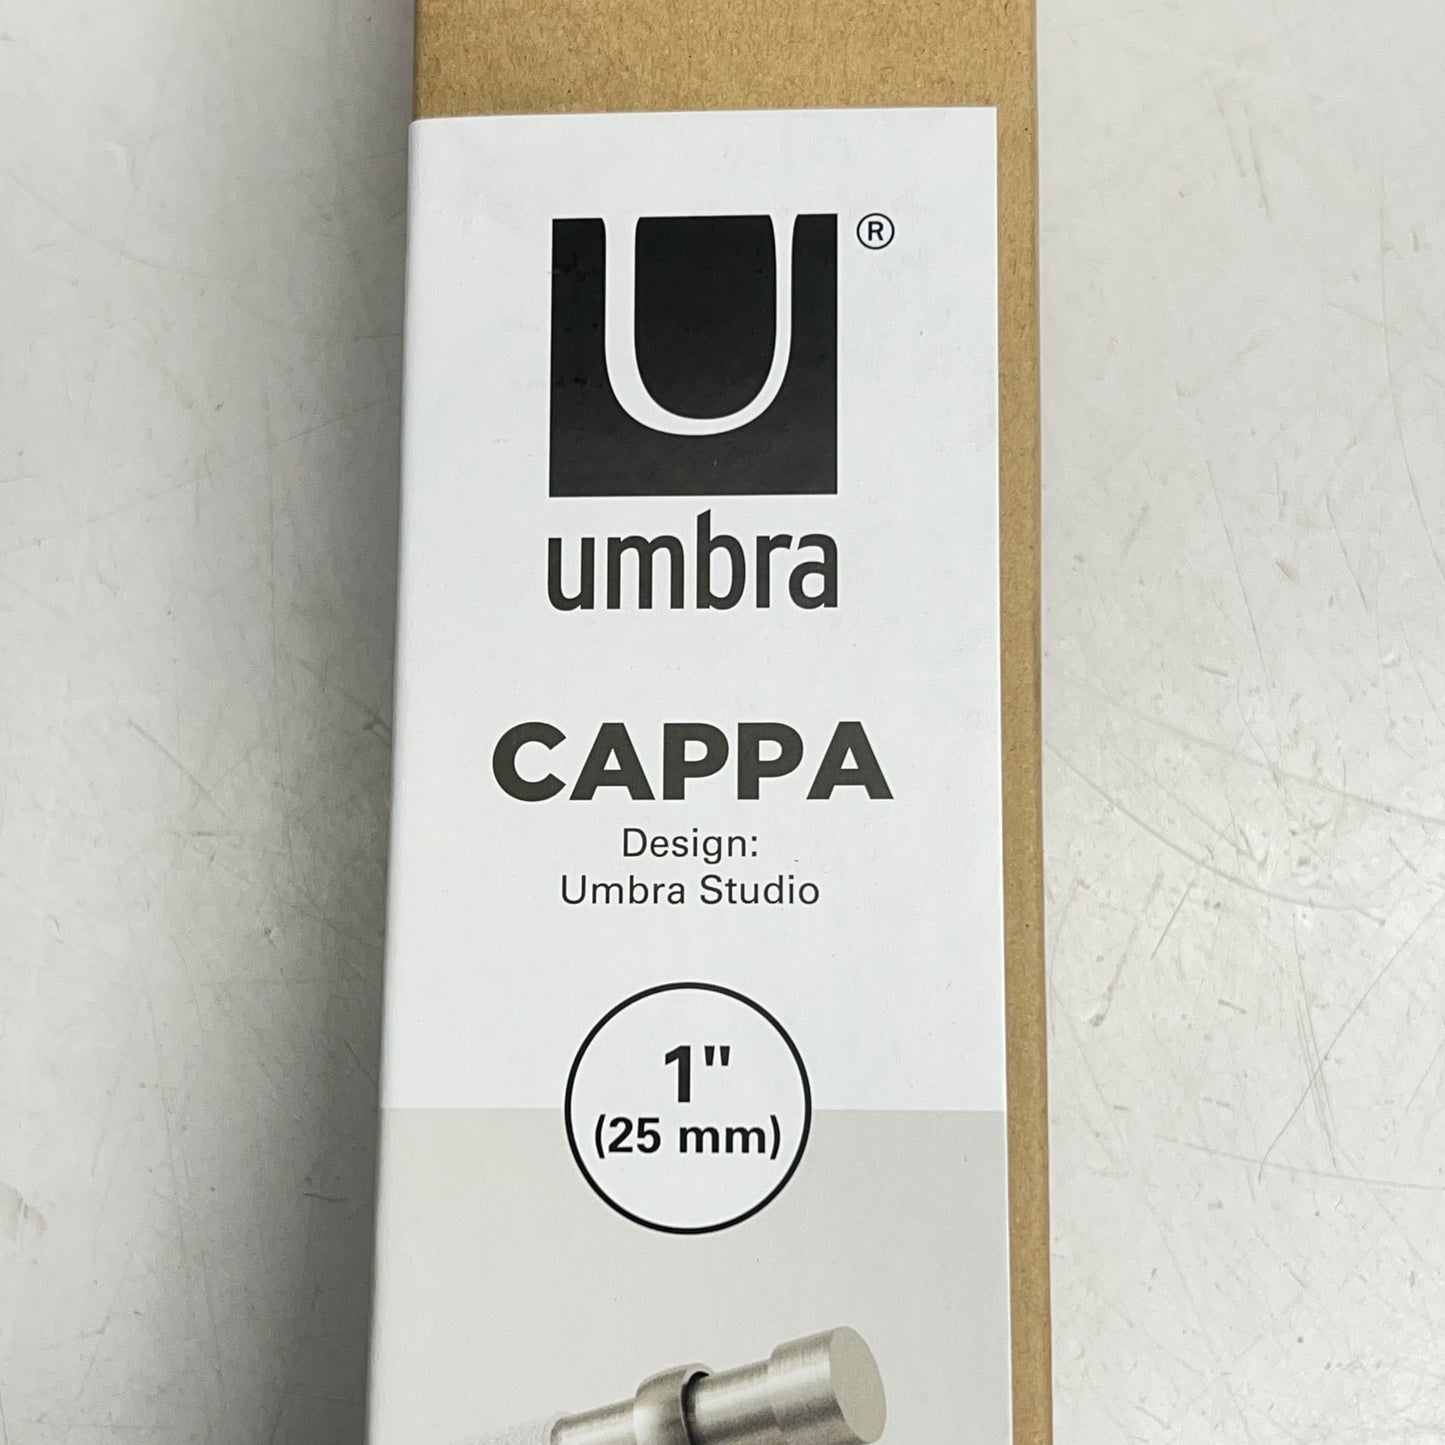 U®
umbra
CAPPA
Design:
Umbra Studio
1"
(25 mm)